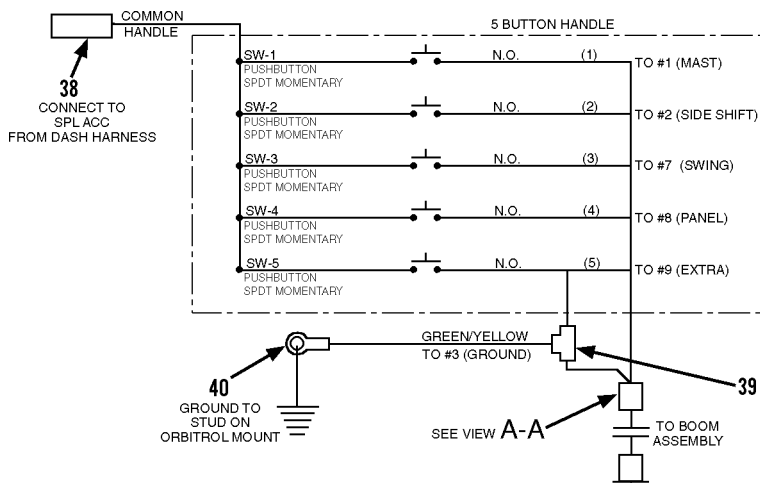 COMMON
HANDLE
5 BUTTON HANDLE
38
CONNECT TO
SPL ACC
FROM DASH HARNESS
SW-1
PUSHBUTTON
SPDT MOMENTARY
N.O.
(1)
TO #1 (MAST)
SW-2
PUSHBUTTON
SPDT MOMENTARY
N.O.
(2)
TO #2 (SIDE SHIFT)
SW-3
PUSHBUTTON
SPDT MOMENTARY
N.O.
(3)
TO #7 (SWING)
SW-4
PUSHBUTTON
SPDT MOMENTARY
N.O.
(4)
TO #8 (PANEL)
SW-5
PUSHBUTTON
SPDT MOMENTARY
N.O.
(5)
TO #9 (EXTRA)
GREEN/YELLOW
TO #3 (GROUND)
39
40
GROUND TO
STUD ON
ORBITROL MOUNT
SEE VIEW A-A
TO BOOM
ASSEMBLY